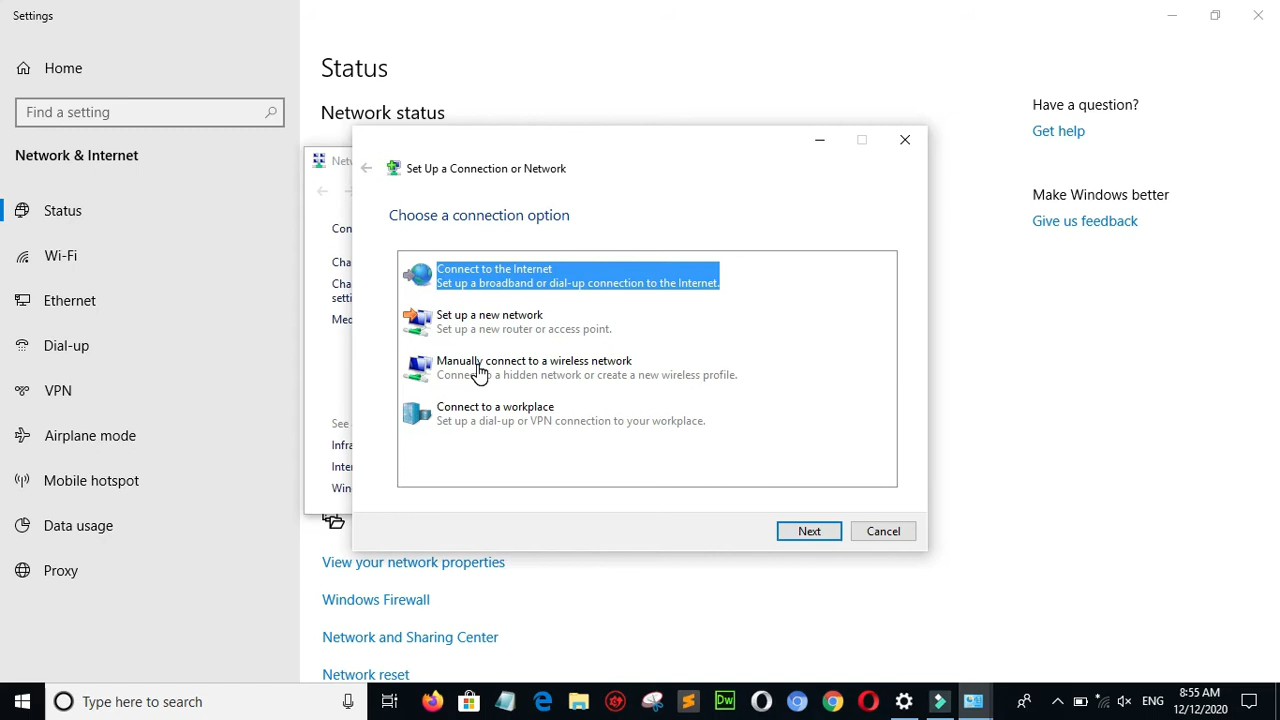 Settings
Home
Find a setting
Network & Internet
Status
Wi-Fi
Ethernet
Dial-up
VPN
Airplane mode
Mobile hotspot
Data usage
Proxy
Status
Network status
Have a question?
Get help
Make Windows better
Give us feedback
Set Up a Connection or Network
Choose a connection option
Connect to the Internet
Set up a broadband or dial-up connection to the Internet.
Set up a new network
Set up a new router or access point.
Manually connect to a wireless network
Connect to a hidden network or create a new wireless profile.
Connect to a workplace
Set up a dial-up or VPN connection to your workplace.
Next
Cancel
See
View your network properties
Windows Firewall
Network and Sharing Center
Network reset
Type here to search
Dw
ENG
8:55 AM
12/12/2020